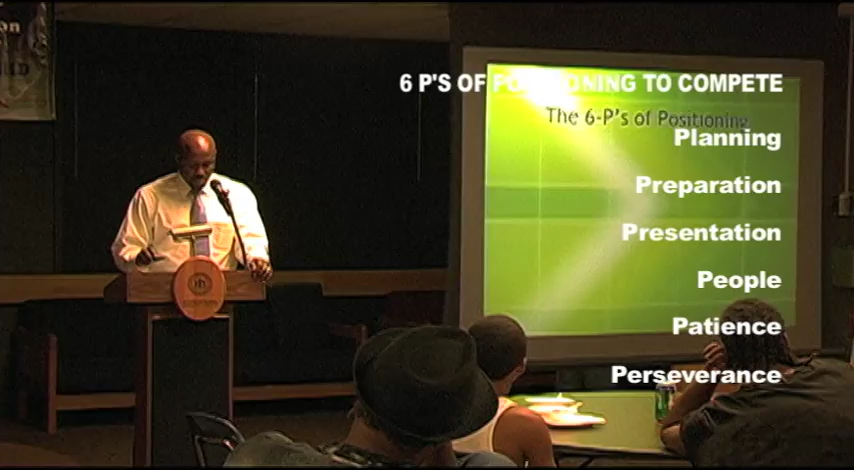 6 P'S OF POSITIONING TO COMPETE
The 6-P's of Positioning
Planning
Preparation
Presentation
People
Patience
Perseverance